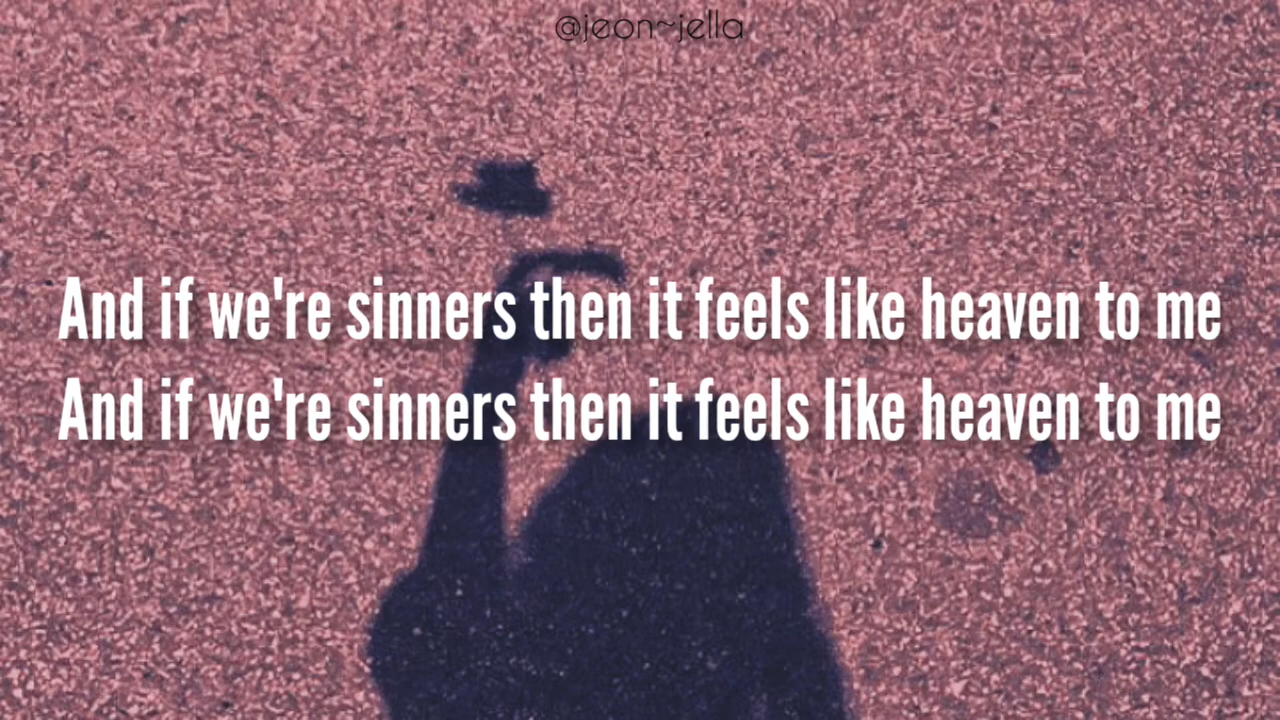 @jeon~jella
And if we're sinners then it feels like heaven to me
And if we're sinners then it feels like heaven to me